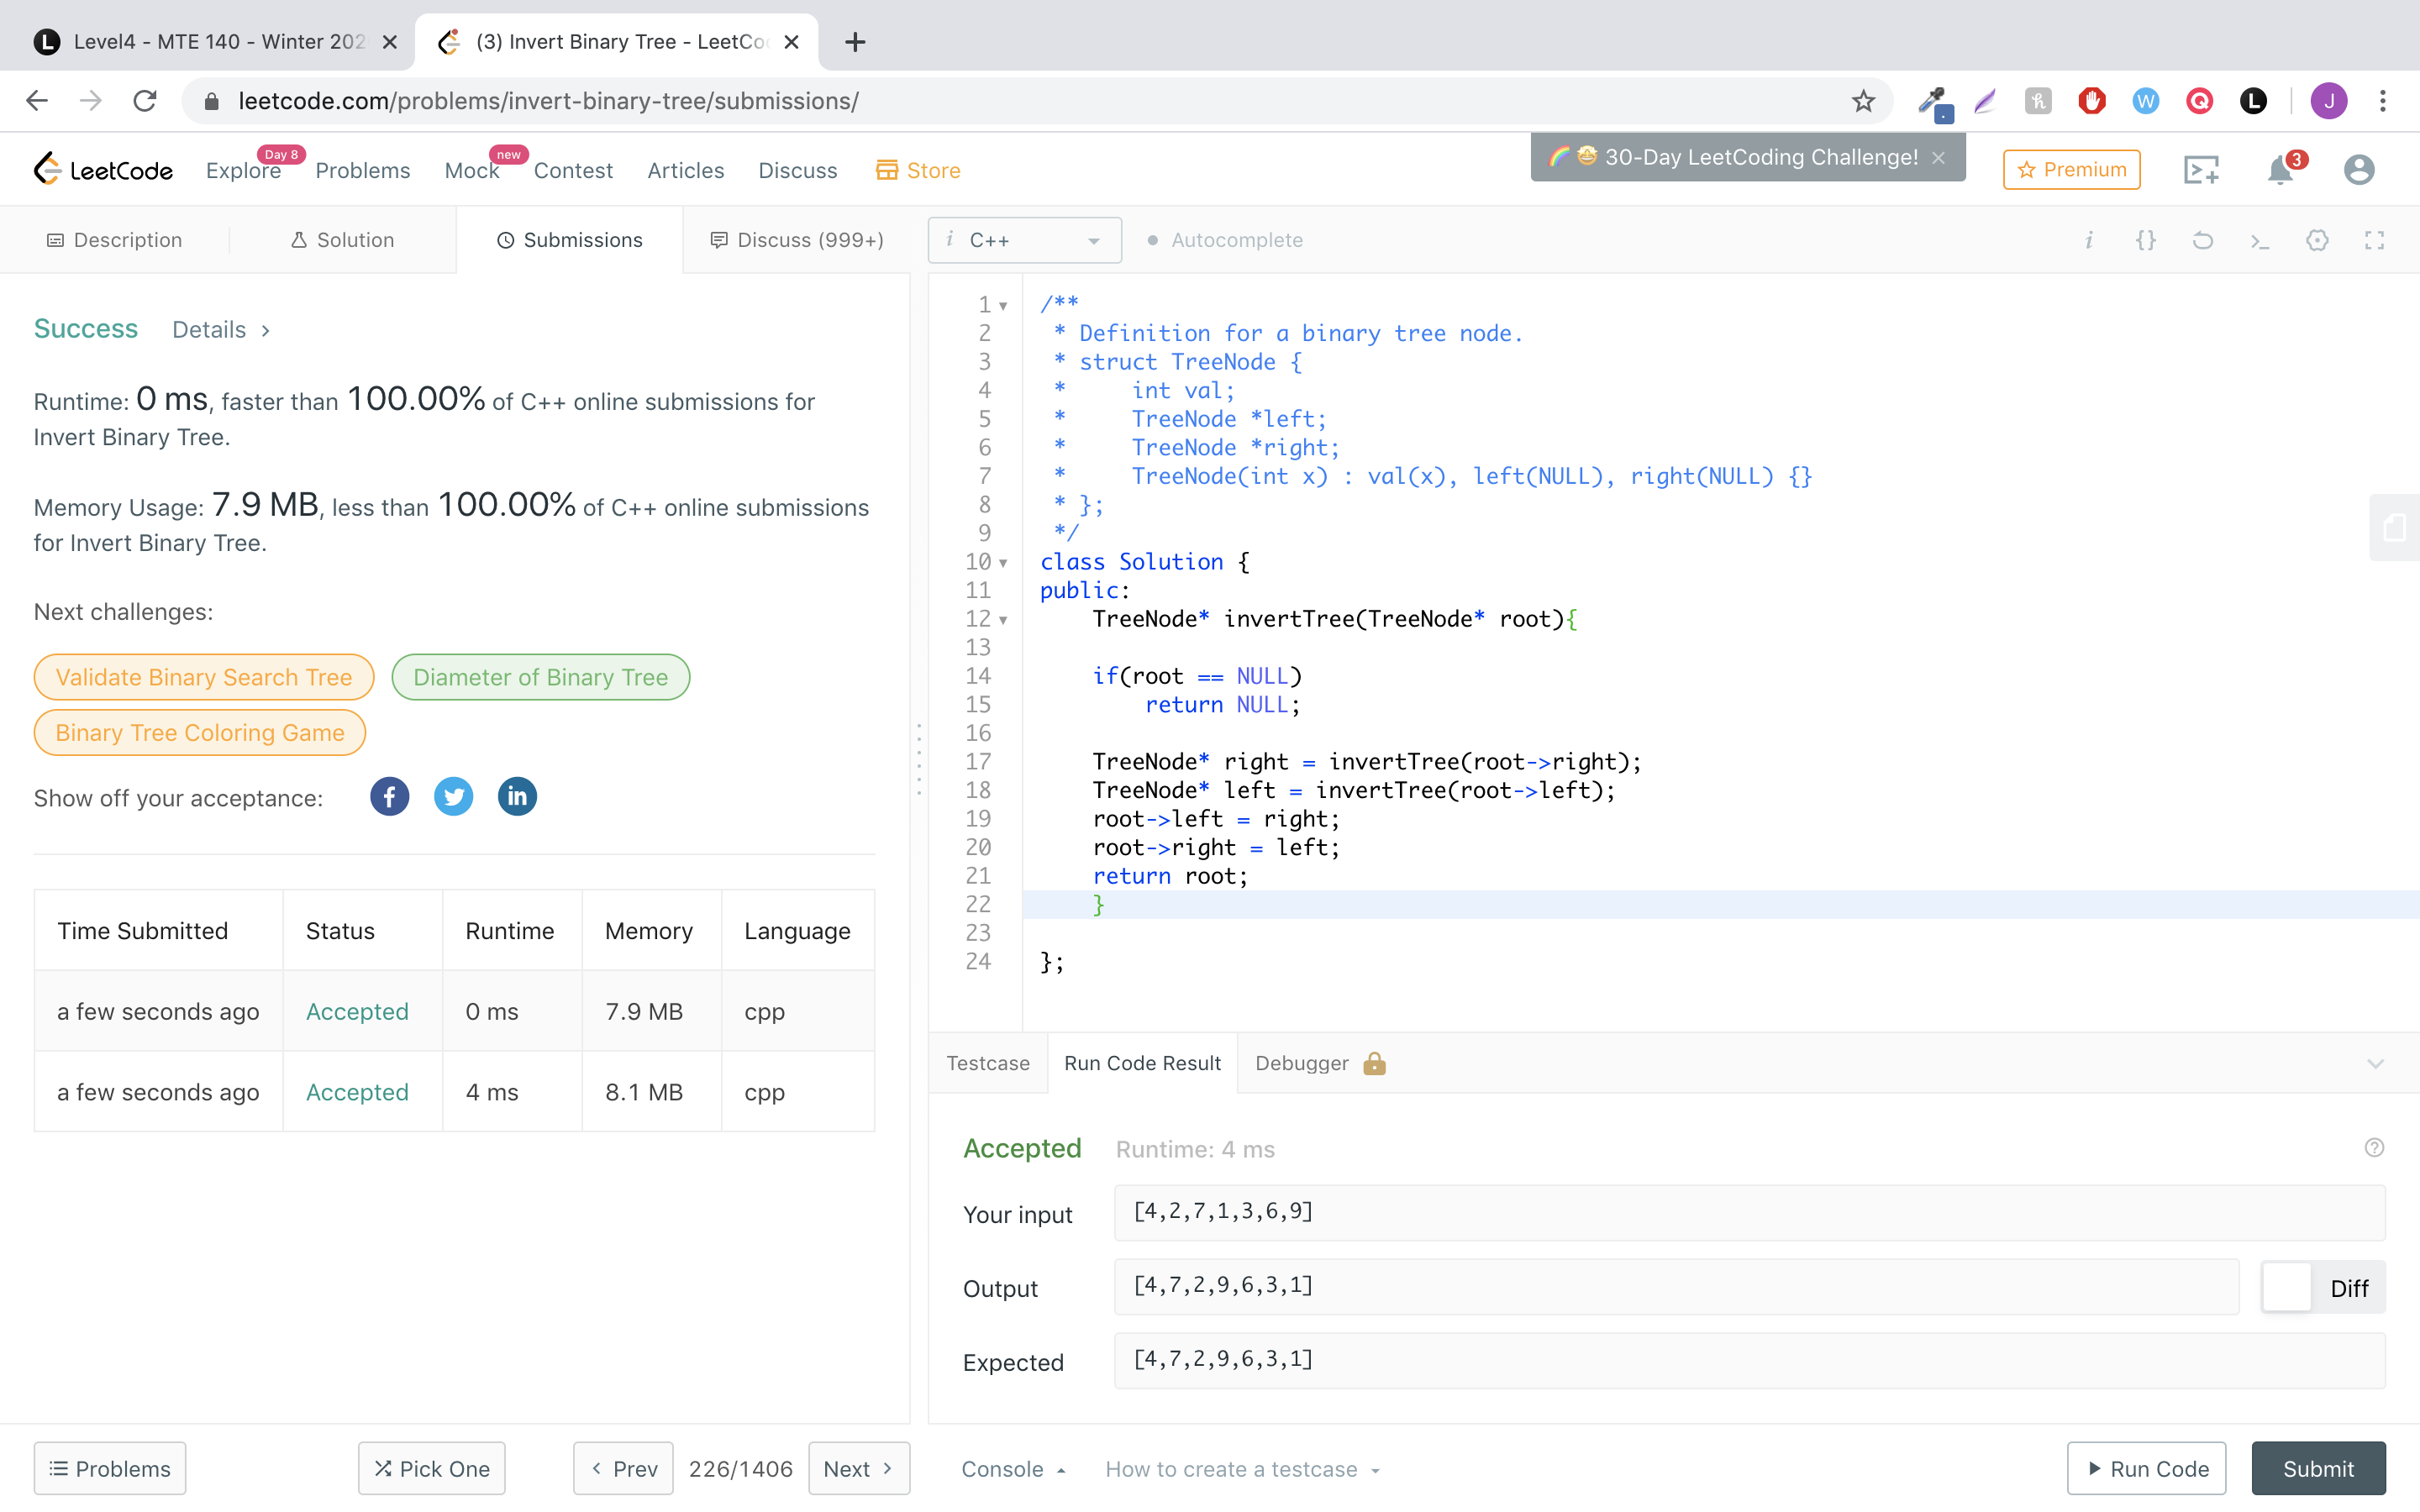 Level4 - MTE 140 - Winter 202
(3) Invert Binary Tree - LeetCo
leetcode.com/problems/invert-binary-tree/submissions/
LeetCode Explore Day 8 Problems Mock new Contest Articles Discuss Store 30-Day LeetCoding Challenge! Premium 3 J
Description Solution Submissions Discuss (999+)
i C++ Autocomplete
Success Details
Runtime: 0 ms, faster than 100.00% of C++ online submissions for
Invert Binary Tree.
Memory Usage: 7.9 MB, less than 100.00% of C++ online submissions
for Invert Binary Tree.
Next challenges:
Validate Binary Search Tree Diameter of Binary Tree
Binary Tree Coloring Game
Show off your acceptance:
Time Submitted Status Runtime Memory Language
a few seconds ago Accepted 0 ms 7.9 MB cpp
a few seconds ago Accepted 4 ms 8.1 MB cpp
Problems Pick One Prev 226/1406 Next
1 /**
2 * Definition for a binary tree node.
3 * struct TreeNode {
4 * int val;
5 * TreeNode *left;
6 * TreeNode *right;
7 * TreeNode(int x) : val(x), left(NULL), right(NULL) {}
8 * };
9 */
10 class Solution {
11 public:
12 TreeNode* invertTree(TreeNode* root){
13
14 if(root == NULL)
15 return NULL;
16
17 TreeNode* right = invertTree(root->right);
18 TreeNode* left = invertTree(root->left);
19 root->left = right;
20 root->right = left;
21 return root;
22 }
23
24 };
Testcase Run Code Result Debugger
Accepted Runtime: 4 ms
Your input [4,2,7,1,3,6,9]
Output [4,7,2,9,6,3,1] Diff
Expected [4,7,2,9,6,3,1]
Console How to create a testcase Run Code Submit